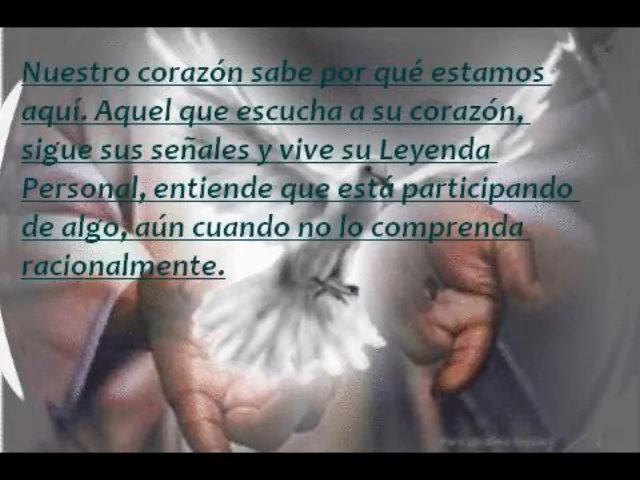 Nuestro corazón sabe por qué estamos
aquí. Aquel que escucha a su corazón,
sigue sus señales y vive su Leyenda
Personal, entiende que está participando
de algo, aún cuando no lo comprenda
racionalmente.